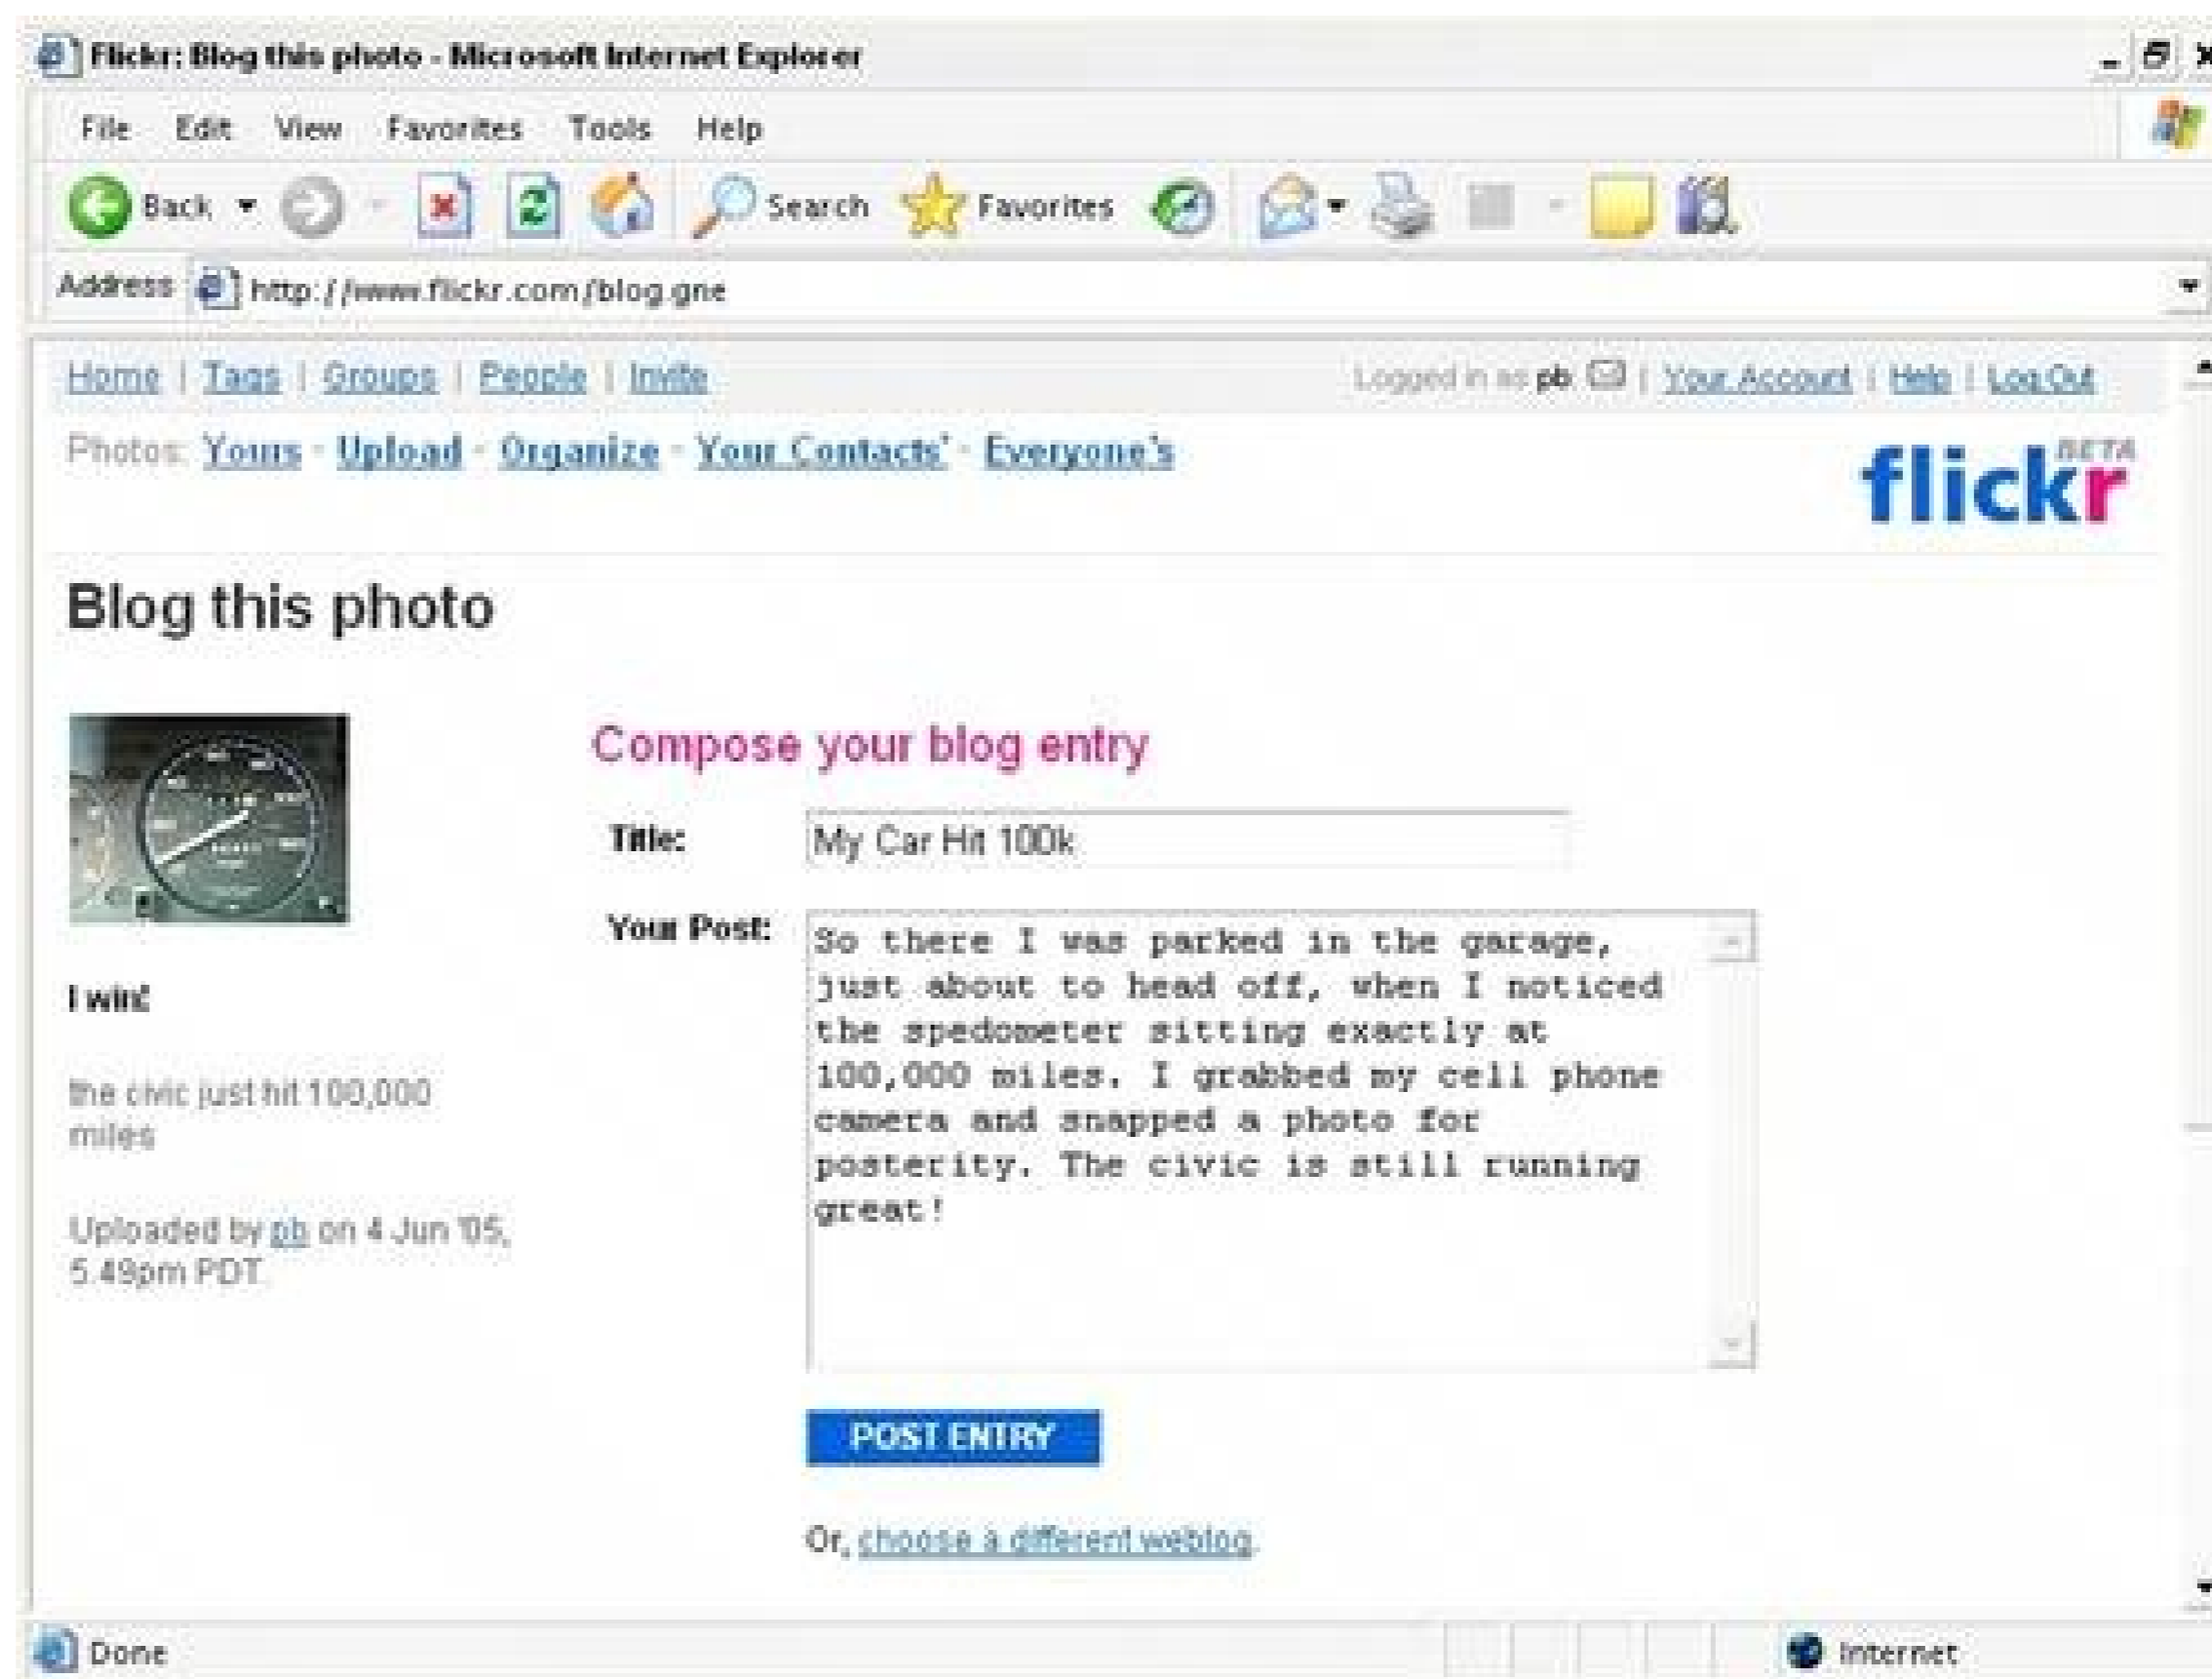 Flickr: Blog this photo - Microsoft Internet Explorer
File Edit View Favorites Tools Help
Back Search Favorites
Address http://www.flickr.com/blog.gne
Home | Tags | Groups | People | Invite Logged in as pb | Your Account | Help | Log Out
Photos: Yours - Upload - Organize - Your Contacts' - Everyone's
flickr BETA
Blog this photo
Compose your blog entry
Title: My Car Hit 100k
Your Post: So there I was parked in the garage,
just about to head off, when I noticed
the spedometer sitting exactly at
100,000 miles. I grabbed my cell phone
camera and snapped a photo for
posterity. The civic is still running
great!
I win!
the civic just hit 100,000
miles
Uploaded by pb on 4 Jun '05,
5.49pm PDT.
POST ENTRY
Or, choose a different weblog.
Done Internet